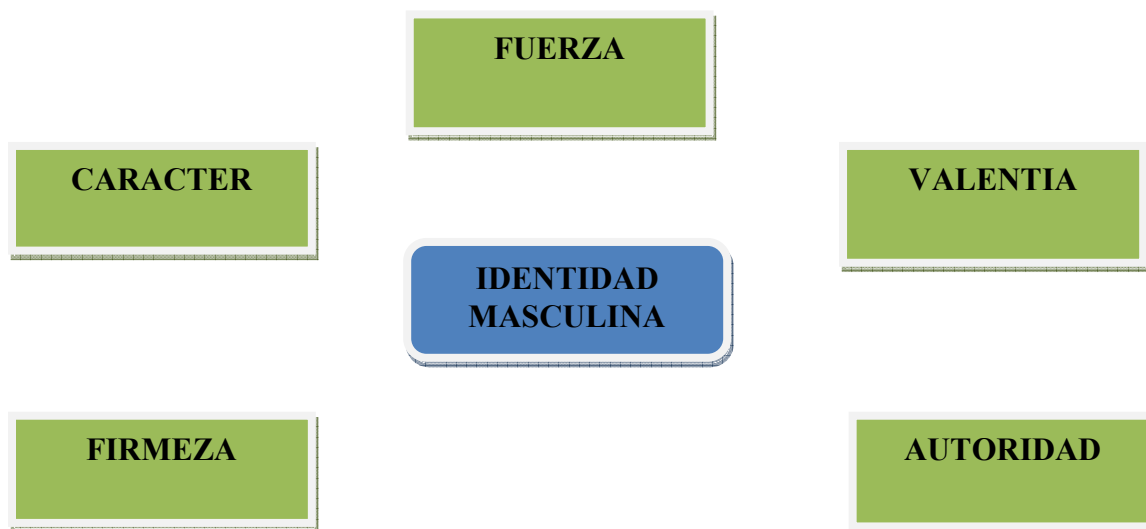 FUERZA
CARACTER
VALENTIA
IDENTIDAD
MASCULINA
FIRMEZA
AUTORIDAD